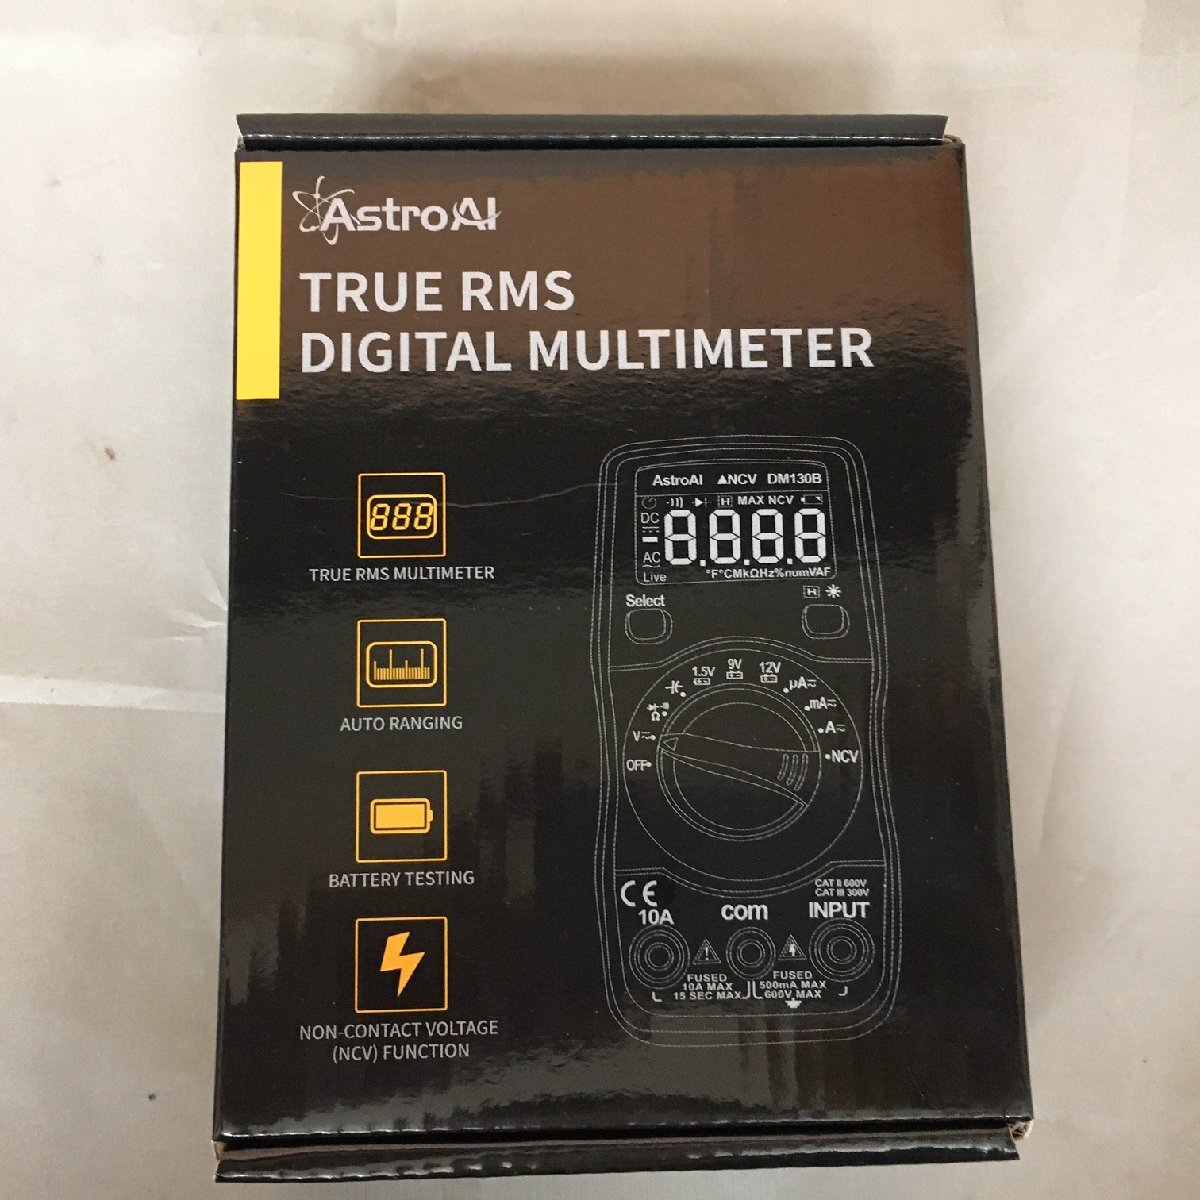 AstroAI
TRUE RMS
DIGITAL MULTIMETER
888
TRUE RMS MULTIMETER
AUTO RANGING
BATTERY TESTING
NON-CONTACT VOLTAGE
(NCV) FUNCTION
AstroAI ▲NCV DM130B
H MAX NCV
DC
8.8.8.8
AC
Live
°F°CMkΩHz%numVAF
Select
H
1.5V 9V 12V
μA
mA
A
NCV
Ω
V
OFF
CE
10A
com
CAT II 600V
CAT III 300V
INPUT
FUSED
10A MAX
15 SEC MAX
FUSED
500mA MAX
600V MAX